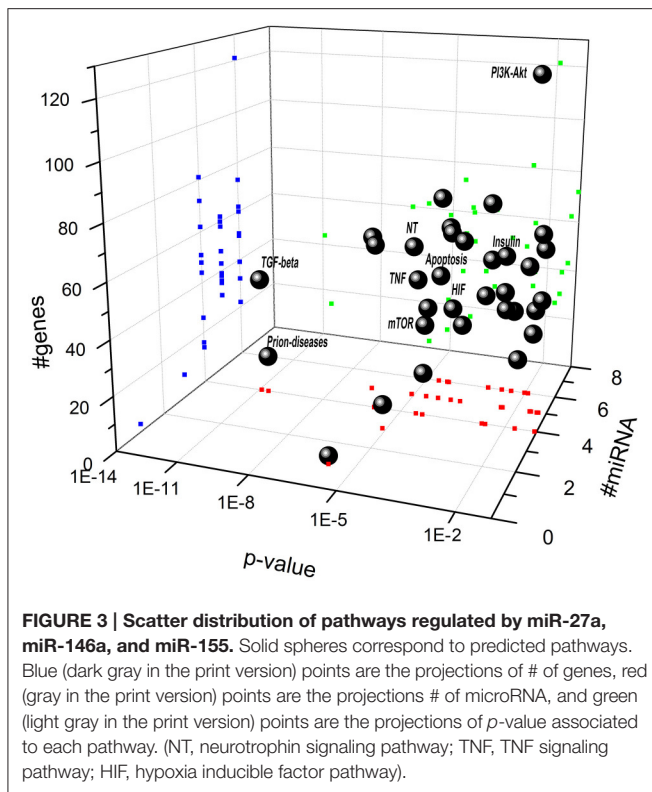 120
100
80
60
40
20
0
#genes
PI3K-Akt
NT
Insulin
Apoptosis
TGF-beta
TNF
HIF
mTOR
Prion-diseases
1E-14
1E-11
1E-8
1E-5
1E-2
p-value
8
6
4
2
0
#miRNA
FIGURE 3 | Scatter distribution of pathways regulated by miR-27a,
miR-146a, and miR-155. Solid spheres correspond to predicted pathways.
Blue (dark gray in the print version) points are the projections of # of genes, red
(gray in the print version) points are the projections # of microRNA, and green
(light gray in the print version) points are the projections of p-value associated
to each pathway. (NT, neurotrophin signaling pathway; TNF, TNF signaling
pathway; HIF, hypoxia inducible factor pathway).